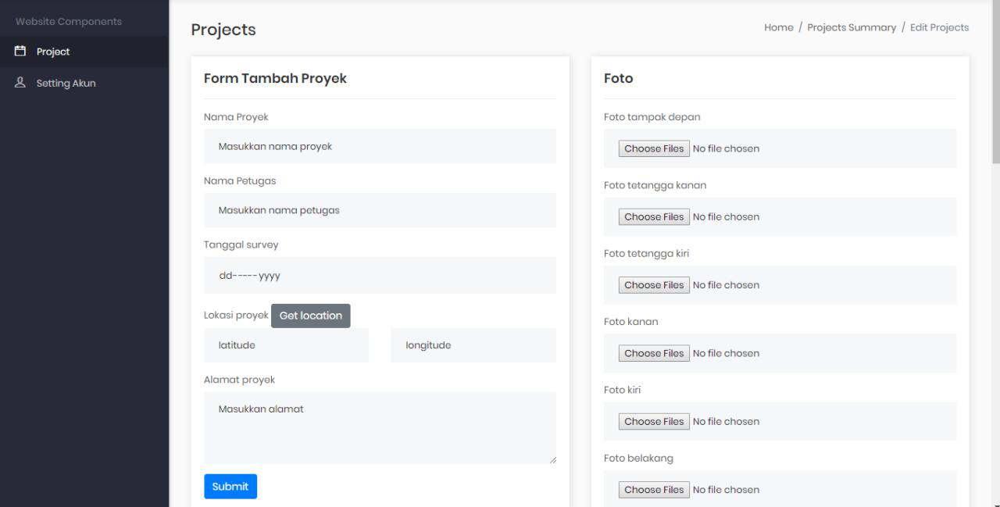 Website Components
Project
Setting Akun
Projects
Home / Projects Summary / Edit Projects
Form Tambah Proyek
Nama Proyek
Masukkan nama proyek
Nama Petugas
Masukkan nama petugas
Tanggal survey
dd-----yyyy
Lokasi proyek Get location
latitude longitude
Alamat proyek
Masukkan alamat
Submit
Foto
Foto tampak depan
Choose Files No file chosen
Foto tetangga kanan
Choose Files No file chosen
Foto tetangga kiri
Choose Files No file chosen
Foto kanan
Choose Files No file chosen
Foto kiri
Choose Files No file chosen
Foto belakang
Choose Files No file chosen